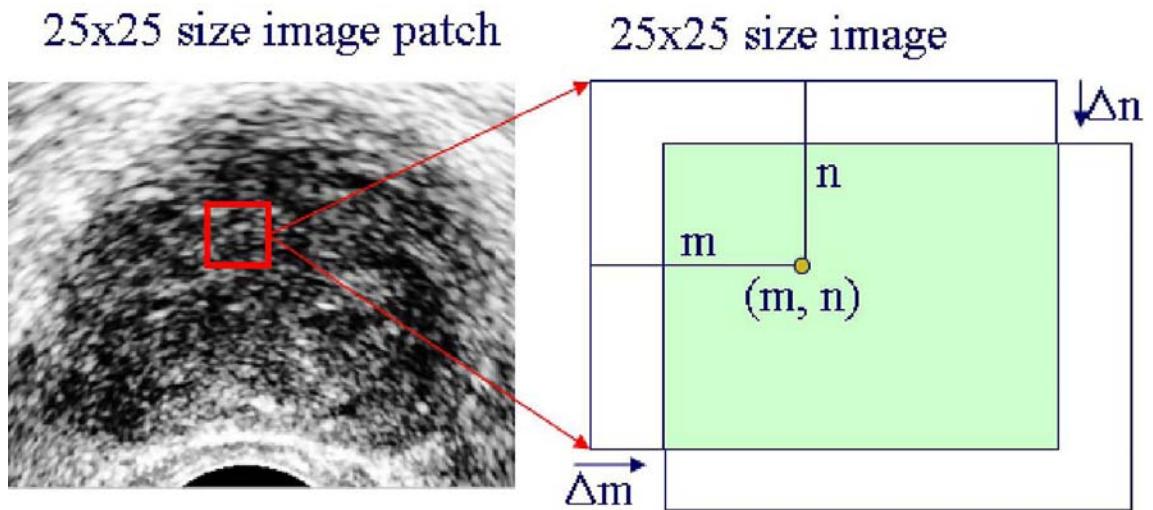 25x25 size image patch
25x25 size image
Δn
n
m
(m, n)
Δm